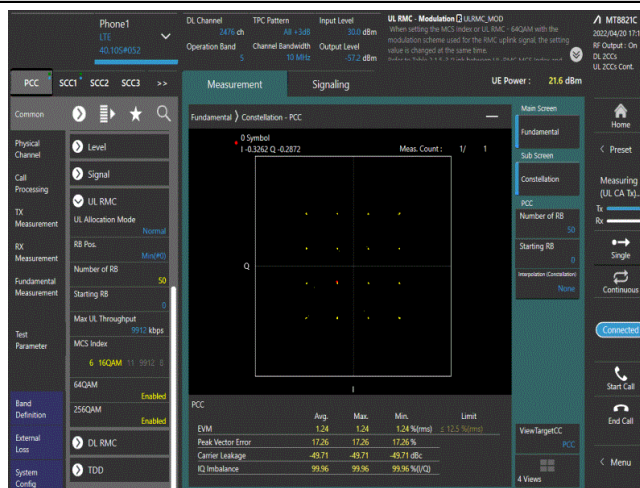 Phone1
LTE
40.105#052
DL Channel
2476 ch
Operation Band
5
TPC Pattern
All +3dB
Channel Bandwidth
10 MHz
Input Level
30.0 dBm
Output Level
-57.2 dBm
UL RMC - Modulation ULRMC_MOD
When setting the MCS Index or UL RMC - 64QAM with the
modulation scheme used for the RMC uplink signal, the setting
value is changed at the same time.
MT8821C
2022/04/20 17:1
RF Output : On
DL 2CCs
UL 2CCs Cont.
PCC
SCC1
SCC2
SCC3
>>
Measurement
Signaling
UE Power : 21.6 dBm
Common
Physical
Channel
Call
Processing
TX
Measurement
RX
Measurement
Fundamental
Measurement
Test
Parameter
Band
Definition
External
Loss
System
Config
Level
Signal
UL RMC
UL Allocation Mode
Normal
RB Pos.
Min(#0)
Number of RB
50
Starting RB
0
Max UL Throughput
9912 kbps
MCS Index
6 16QAM 11 9912 8
64QAM
Enabled
256QAM
Enabled
DL RMC
TDD
Fundamental ⟩ Constellation - PCC
0 Symbol
I -0.3262 Q -0.2872
Meas. Count : 1/ 1
Q
I
PCC
Avg. Max. Min. Limit
EVM 1.24 1.24 1.24 %(rms) ≤ 12.5 %(rms)
Peak Vector Error 17.26 17.26 17.26 %
Carrier Leakage -49.71 -49.71 -49.71 dBc
IQ Imbalance 99.96 99.96 99.96 %(I/Q)
Main Screen
Fundamental
Sub Screen
Constellation
PCC
Number of RB
50
Starting RB
0
Interpolation (Constellation)
None
ViewTargetCC
PCC
4 Views
Home
< Preset
Measuring
(UL CA Tx)...
Tx
Rx
Single
Continuous
Connected
Start Call
End Call
< Menu